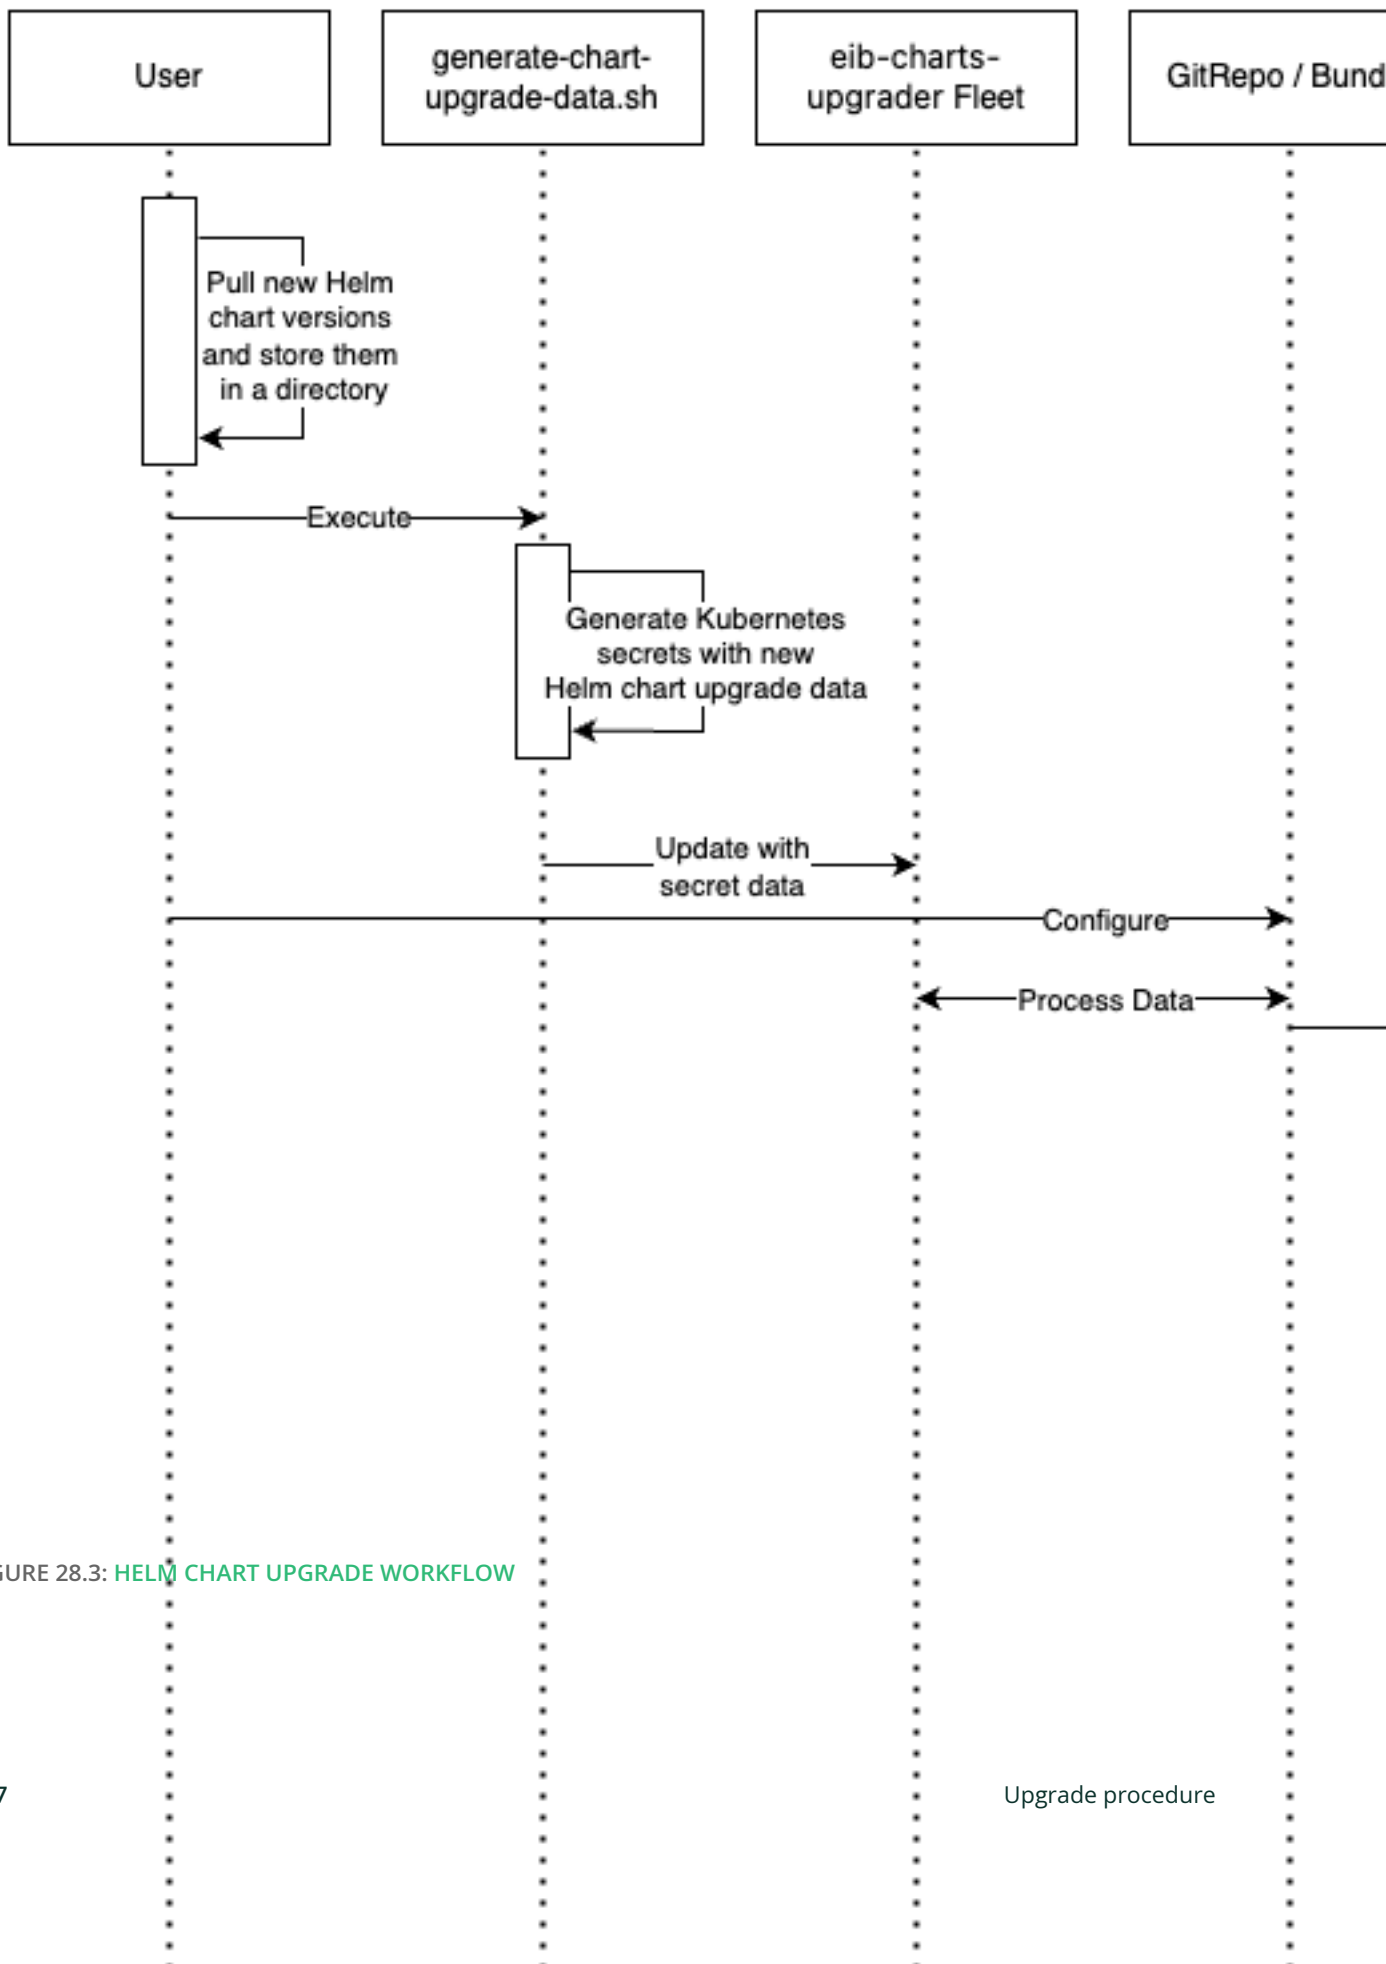 User
generate-chart-
upgrade-data.sh
eib-charts-
upgrader Fleet
GitRepo / Bund
Pull new Helm
chart versions
and store them
in a directory
Execute
Generate Kubernetes
secrets with new
Helm chart upgrade data
Update with
secret data
Configure
Process Data
GURE 28.3: HELM CHART UPGRADE WORKFLOW
7
Upgrade procedure